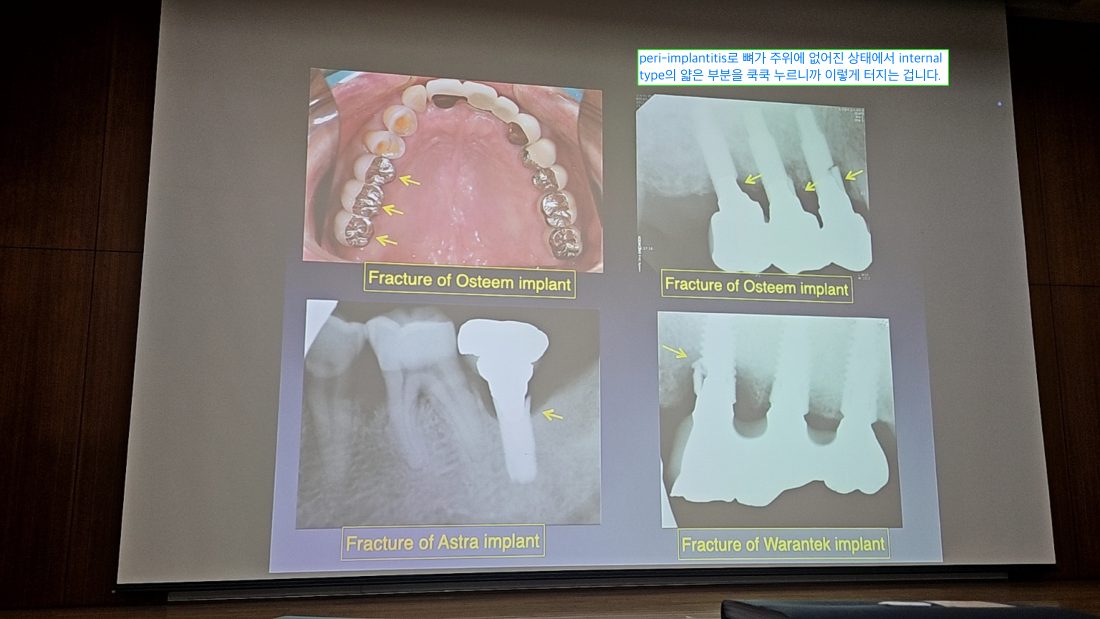 peri-implantitis로 뼈가 주위에 없어진 상태에서 internal
type의 얇은 부분을 쿡쿡 누르니까 이렇게 터지는 겁니다.
Fracture of Osteem implant
Fracture of Osteem implant
Fracture of Astra implant
Fracture of Warantek implant